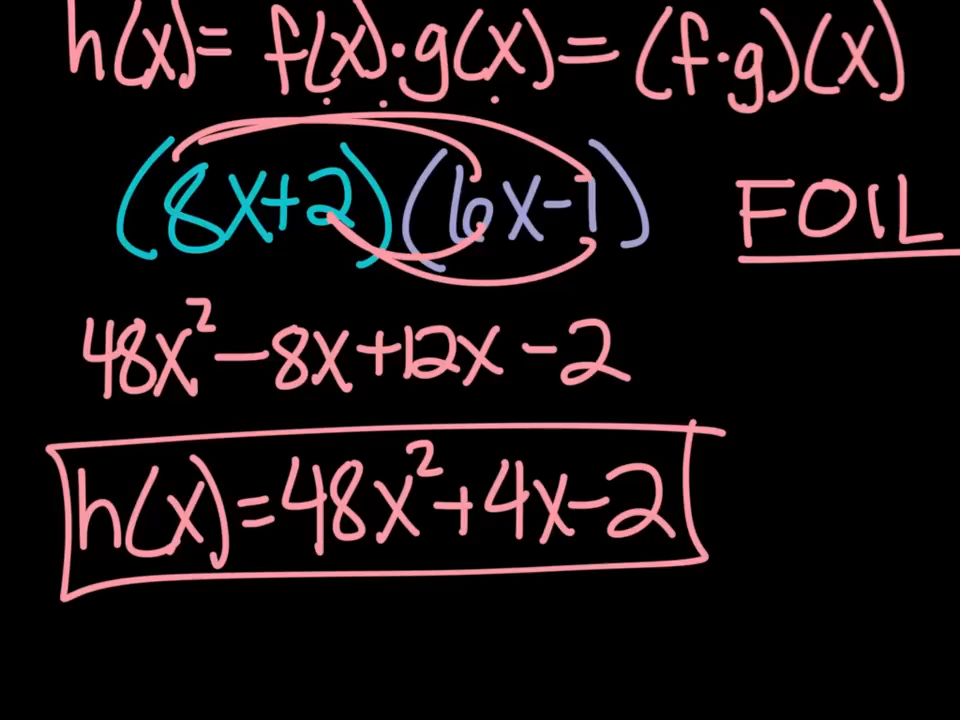 h(x)= f(x)·g(x)=(f·g)(x)
(8x+2)(6x-1) FOIL
48x²-8x+12x-2
h(x)=48x²+4x-2